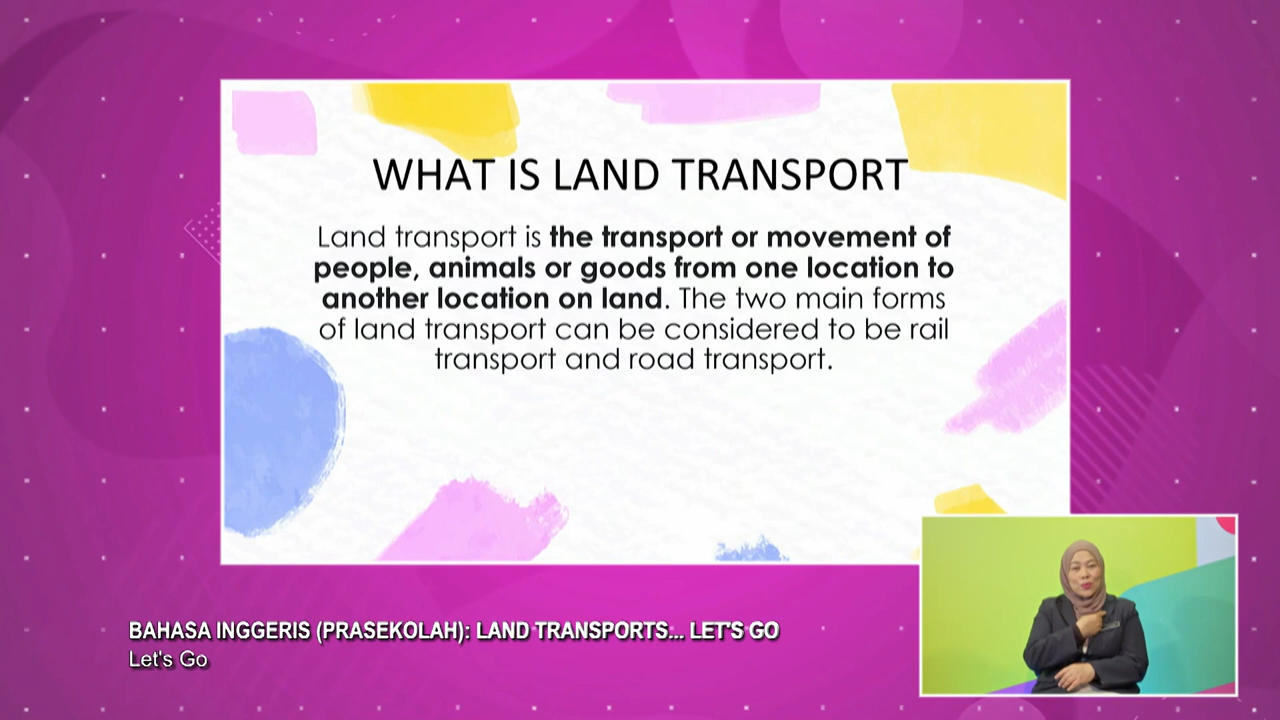 WHAT IS LAND TRANSPORT
Land transport is the transport or movement of
people, animals or goods from one location to
another location on land. The two main forms
of land transport can be considered to be rail
transport and road transport.
BAHASA INGGERIS (PRASEKOLAH): LAND TRANSPORTS... LET'S GO
Let's Go